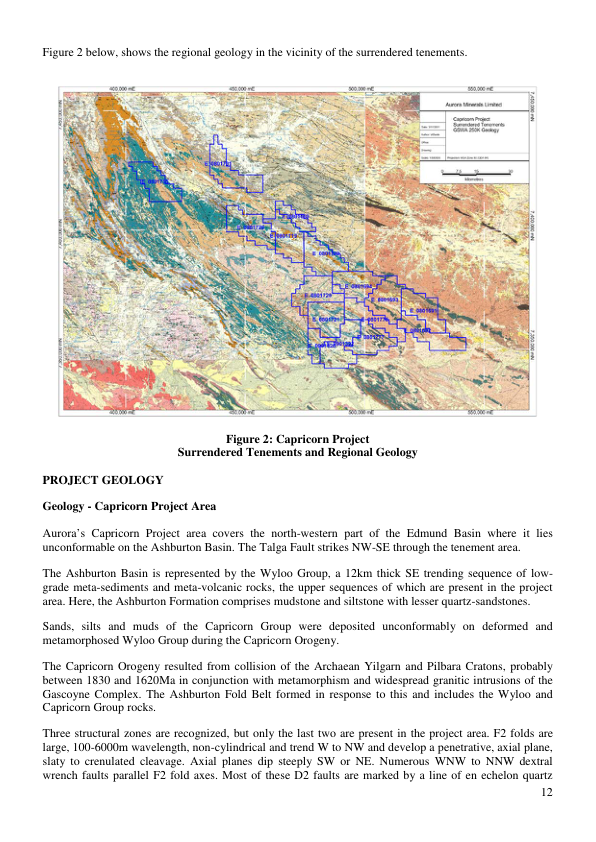 Figure 2 below, shows the regional geology in the vicinity of the surrendered tenements.
400,000 mE
450,000 mE
500,000 mE
550,000 mE
Aurora Minerals Limited
Capricorn Project
Surrendered Tenements
GSWA 250K Geology
400,000 mE
450,000 mE
500,000 mE
550,000 mE
Figure 2: Capricorn Project
Surrendered Tenements and Regional Geology
PROJECT GEOLOGY
Geology - Capricorn Project Area
Aurora's Capricorn Project area covers the north-western part of the Edmund Basin where it lies
unconformable on the Ashburton Basin. The Talga Fault strikes NW-SE through the tenement area.
The Ashburton Basin is represented by the Wyloo Group, a 12km thick SE trending sequence of low-
grade meta-sediments and meta-volcanic rocks, the upper sequences of which are present in the project
area. Here, the Ashburton Formation comprises mudstone and siltstone with lesser quartz-sandstones.
Sands, silts and muds of the Capricorn Group were deposited unconformably on deformed and
metamorphosed Wyloo Group during the Capricorn Orogeny.
The Capricorn Orogeny resulted from collision of the Archaean Yilgarn and Pilbara Cratons, probably
between 1830 and 1620Ma in conjunction with metamorphism and widespread granitic intrusions of the
Gascoyne Complex. The Ashburton Fold Belt formed in response to this and includes the Wyloo and
Capricorn Group rocks.
Three structural zones are recognized, but only the last two are present in the project area. F2 folds are
large, 100-6000m wavelength, non-cylindrical and trend W to NW and develop a penetrative, axial plane,
slaty to crenulated cleavage. Axial planes dip steeply SW or NE. Numerous WNW to NNW dextral
wrench faults parallel F2 fold axes. Most of these D2 faults are marked by a line of en echelon quartz
12